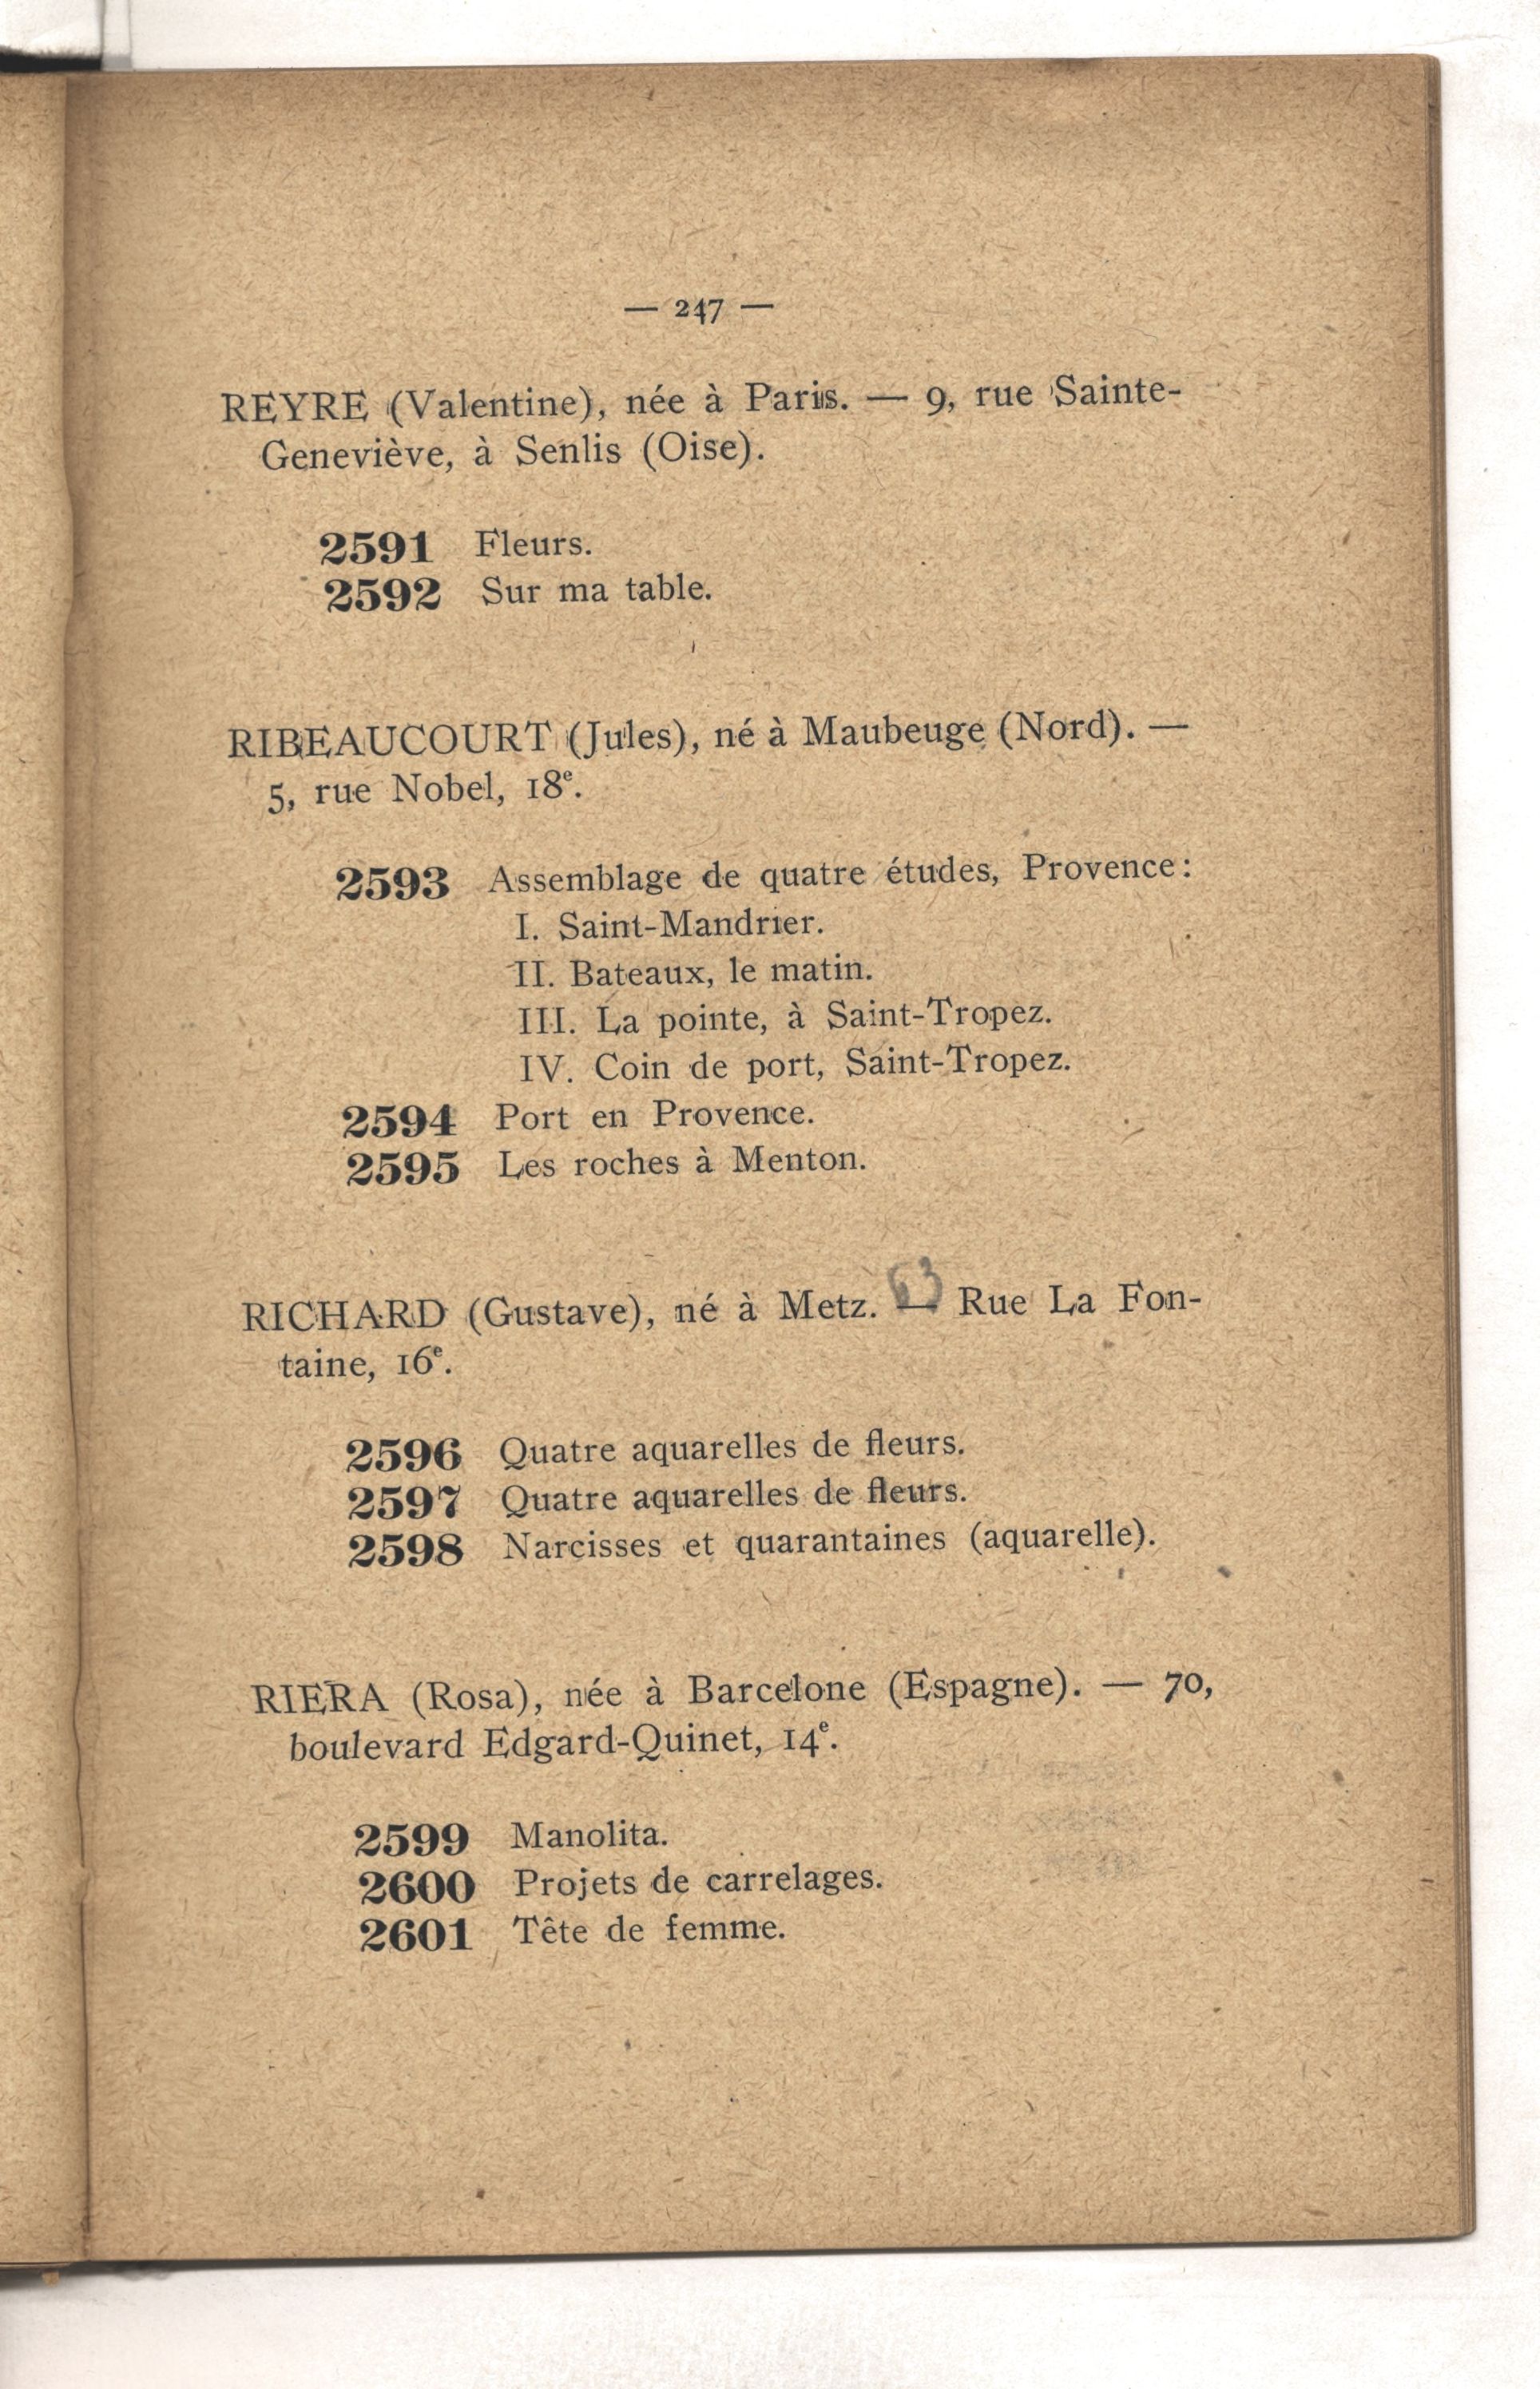 — 247 —
REYRE (Valentine), née à Paris. — 9, rue Sainte-
Geneviève, à Senlis (Oise).
2591 Fleurs.
2592 Sur ma table.
RIBEAUCOURT (Jules), né à Maubeuge (Nord). —
5, rue Nobel, 18e.
2593 Assemblage de quatre études, Provence:
I. Saint-Mandrier.
II. Bateaux, le matin.
III. La pointe, à Saint-Tropez.
IV. Coin de port, Saint-Tropez.
2594 Port en Provence.
2595 Les roches à Menton.
RICHARD (Gustave), né à Metz. — 63 Rue La Fon-
taine, 16e.
2596 Quatre aquarelles de fleurs.
2597 Quatre aquarelles de fleurs.
2598 Narcisses et quarantaines (aquarelle).
RIERA (Rosa), née à Barcelone (Espagne). — 70,
boulevard Edgard-Quinet, 14e.
2599 Manolita.
2600 Projets de carrelages.
2601 Tête de femme.